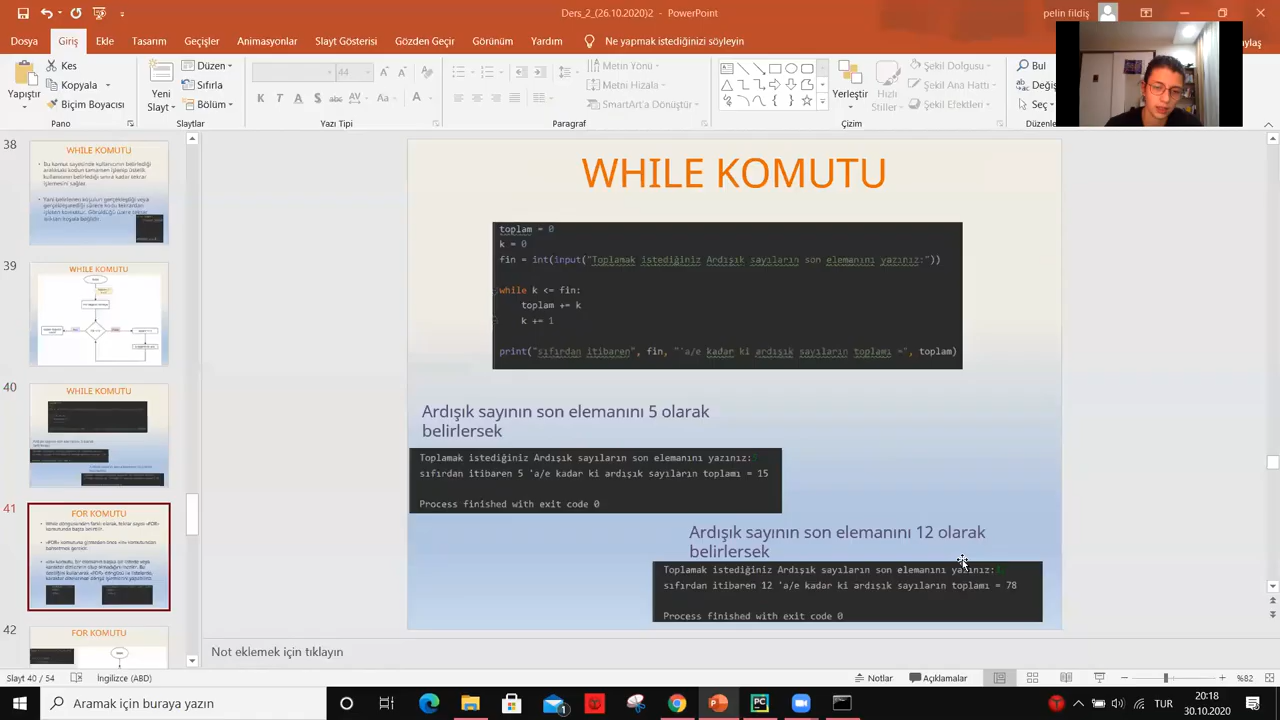 Ders_2_(26.10.2020)2 - PowerPoint
pelin firat
Dosya Giriş Ekle Tasarım Geçişler Animasyonlar Slayt Gösterisi Gözden Geçir Görünüm Yardım Ne yapmak istediğinizi söyleyin
Yapıştır
Kes
Kopyala
Biçim Boyacısı
Pano
Yeni
Slayt
Düzen
Sıfırla
Bölüm
Slaytlar
44
Yazı Tipi
Metin Yönü
Metni Hizala
SmartArt'a Dönüştür
Paragraf
Yerleştir
Hızlı
Stiller
Şekil Dolgusu
Şekil Ana Hattı
Şekil Efektleri
Çizim
Bul
Seç
38
WHILE KOMUTU
39
WHILE KOMUTU
40
WHILE KOMUTU
41
FOR KOMUTU
42
FOR KOMUTU
WHILE KOMUTU
toplam = 0
k = 0
fin = int(input("Toplamak istediğiniz Ardışık sayıların son elemanını yazınız:"))
while k <= fin:
toplam += k
k += 1
print("sıfırdan itibaren", fin, "'a/e kadar ki ardışık sayıların toplamı =", toplam)
Ardışık sayının son elemanını 5 olarak
belirlersek
Toplamak istediğiniz Ardışık sayıların son elemanını yazınız:
sıfırdan itibaren 5 'a/e kadar ki ardışık sayıların toplamı = 15
Process finished with exit code 0
Ardışık sayının son elemanını 12 olarak
belirlersek
Toplamak istediğiniz Ardışık sayıların son elemanını yazınız:
sıfırdan itibaren 12 'a/e kadar ki ardışık sayıların toplamı = 78
Process finished with exit code 0
Not eklemek için tıklayın
Slayt 40 / 54 İngilizce (ABD) Notlar Açıklamalar %82
Aramak için buraya yazın
TUR
20:18
30.10.2020